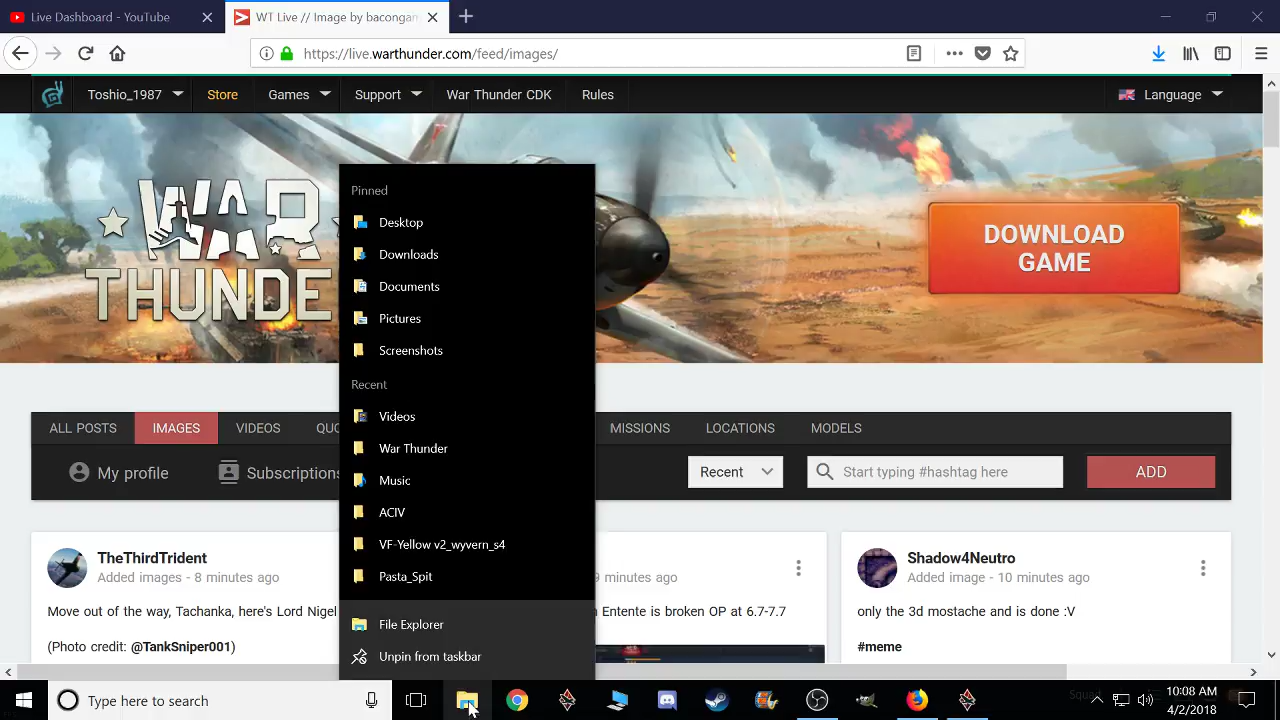 Live Dashboard - YouTube
WT Live // Image by bacongan
https://live.warthunder.com/feed/images/
Toshio_1987
Store
Games
Support
War Thunder CDK
Rules
Language
WAR
THUNDE
DOWNLOAD
GAME
Pinned
Desktop
Downloads
Documents
Pictures
Screenshots
Recent
Videos
War Thunder
Music
ACIV
VF-Yellow v2_wyvern_s4
Pasta_Spit
File Explorer
Unpin from taskbar
ALL POSTS
IMAGES
VIDEOS
QUO
MISSIONS
LOCATIONS
MODELS
My profile
Subscriptions
Recent
Start typing #hashtag here
ADD
TheThirdTrident
Added images - 8 minutes ago
Move out of the way, Tachanka, here's Lord Nigel
(Photo credit: @TankSniper001)
9 minutes ago
Entente is broken OP at 6.7-7.7
Shadow4Neutro
Added image - 10 minutes ago
only the 3d mostache and is done :V
#meme
Type here to search
Squad
10:08 AM
4/2/2018